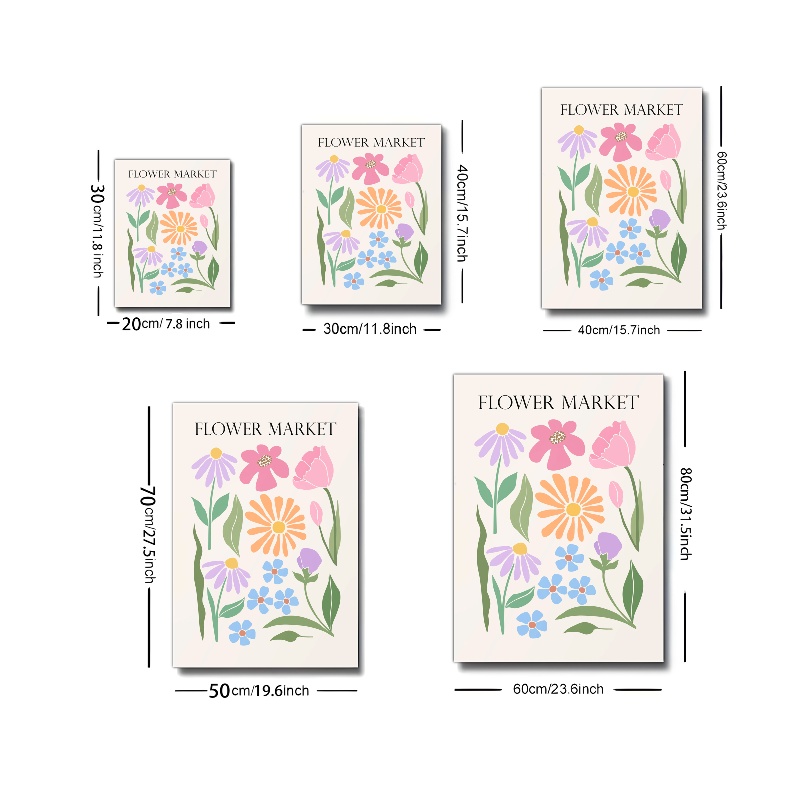 FLOWER MARKET
30cm/11.8 inch
20cm/ 7.8 inch
FLOWER MARKET
40cm/15.7inch
30cm/11.8inch
FLOWER MARKET
60cm/23.6inch
40cm/15.7inch
FLOWER MARKET
70cm/27.5inch
50cm/19.6inch
FLOWER MARKET
80cm/31.5inch
60cm/23.6inch